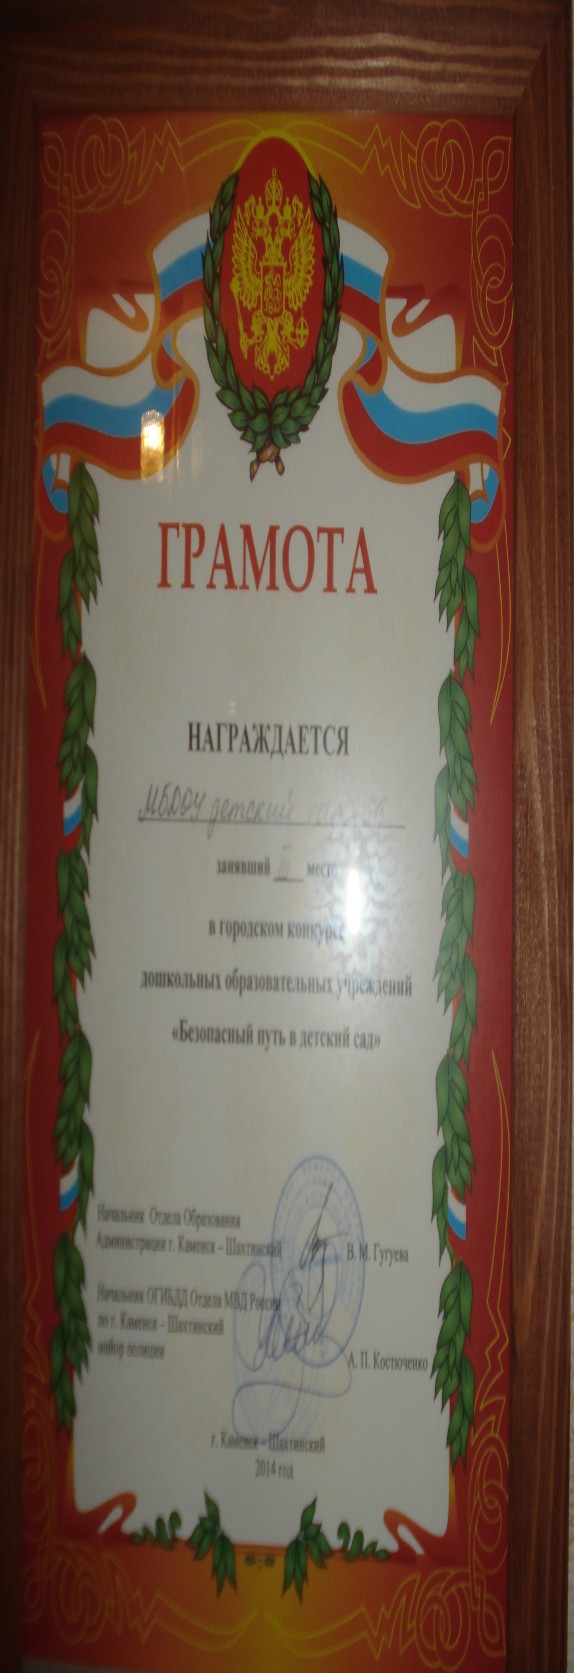 ГРАМОТА
НАГРАЖДАЕТСЯ
МБДОУ детский
занявший III место
в городском конкурсе
дошкольных образовательных учреждений
«Безопасный путь в детский сад»
Начальник Отдела Образования
Администрации г. Каменск – Шахтинский
В. М. Гугуева
Начальник ОГИБДД Отдела МВД России
по г. Каменск – Шахтинский
майор полиции
А. П. Костюченко
г. Каменск – Шахтинский
2014 год